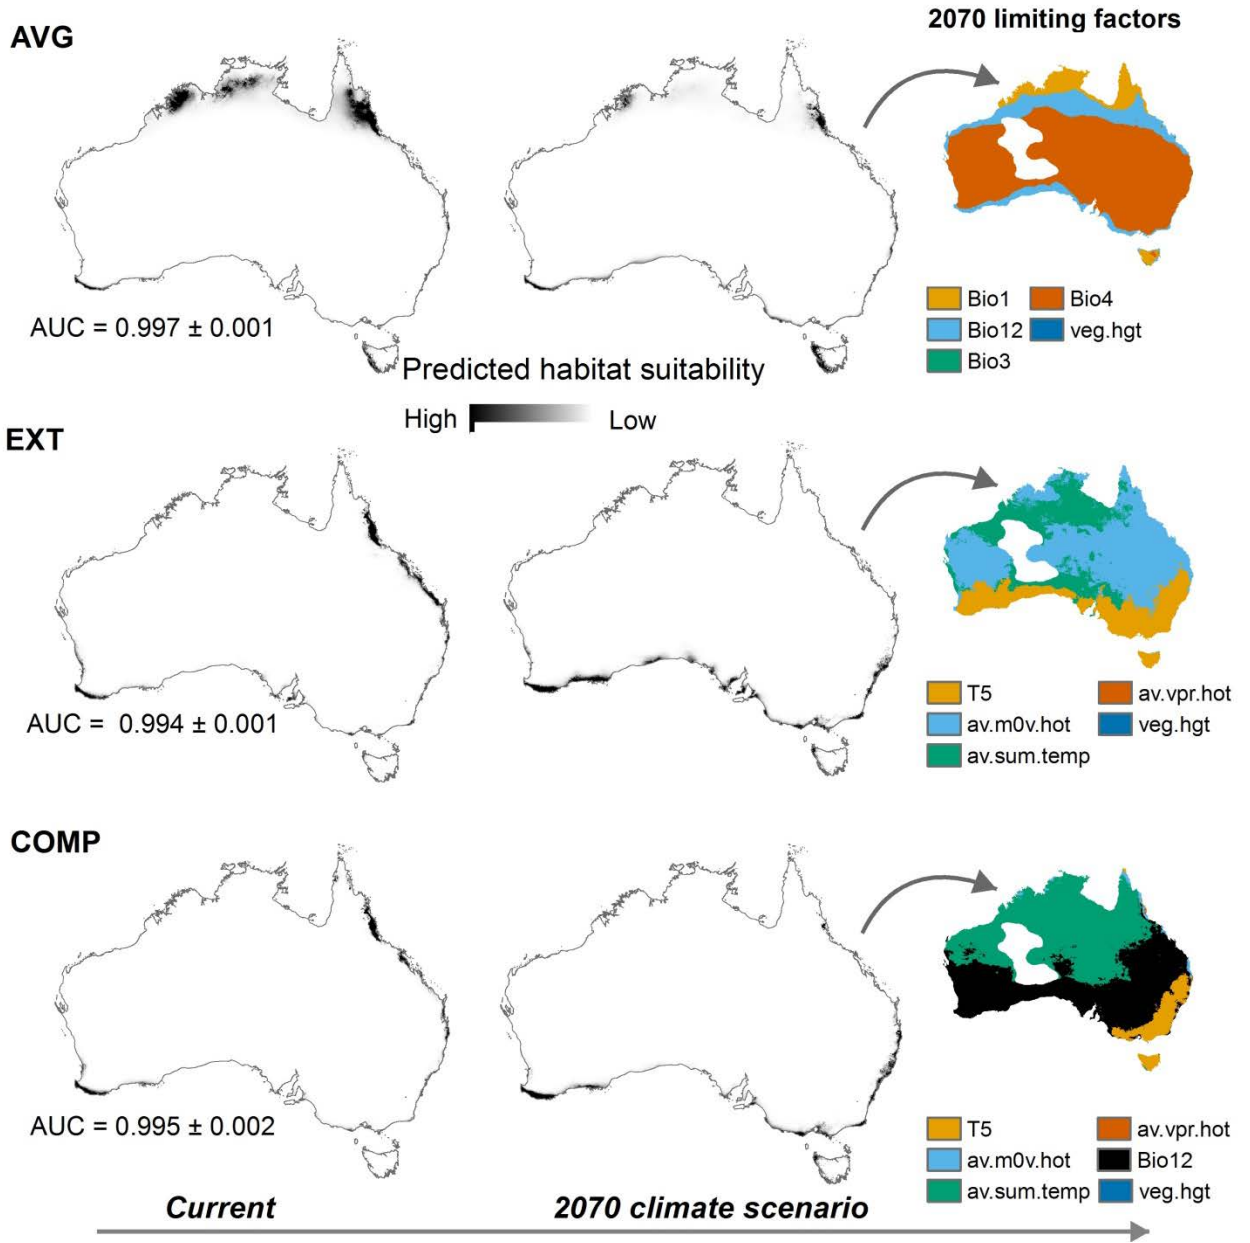 AVG
2070 limiting factors
AUC = 0.997 ± 0.001
Bio1
Bio4
Bio12
veg.hgt
Bio3
Predicted habitat suitability
High
Low
EXT
AUC =  0.994 ± 0.001
T5
av.vpr.hot
av.m0v.hot
veg.hgt
av.sum.temp
COMP
AUC = 0.995 ± 0.002
T5
av.vpr.hot
av.m0v.hot
Bio12
av.sum.temp
veg.hgt
Current
2070 climate scenario